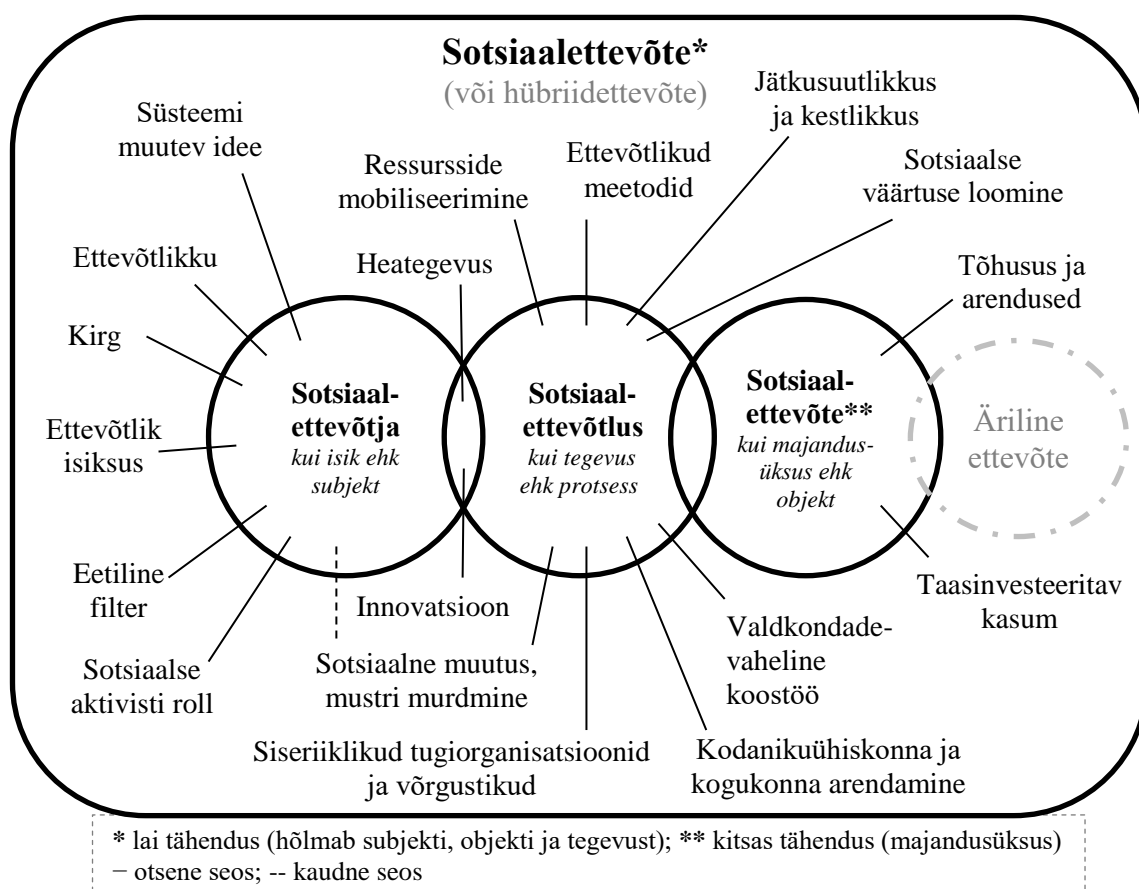 Sotsiaalettevõte*
(või hübriidettevõte)
Süsteemi
muutev idee
Ressursside
mobiliseerimine
Ettevõtlikud
meetodid
Jätkusuutlikkus
ja kestlikkus
Sotsiaalse
väärtuse loomine
Ettevõtlikku
Heategevus
Tõhusus ja
arendused
Kirg
Ettevõtlik
isiksus
Sotsiaal-
ettevõtja
kui isik ehk
subjekt
Sotsiaal-
ettevõtlus
kui tegevus
ehk protsess
Sotsiaal-
ettevõte**
kui majandus-
üksus ehk
objekt
Äriline
ettevõte
Eetiline
filter
Innovatsioon
Taasinvesteeritav
kasum
Sotsiaalse
aktivisti roll
Sotsiaalne muutus,
mustri murdmine
Valdkondade-
vaheline
koostöö
Siseriiklikud tugiorganisatsioonid
ja võrgustikud
Kodanikuühiskonna ja
kogukonna arendamine
* lai tähendus (hõlmab subjekti, objekti ja tegevust); ** kitsas tähendus (majandusüksus)
− otsene seos; -- kaudne seos